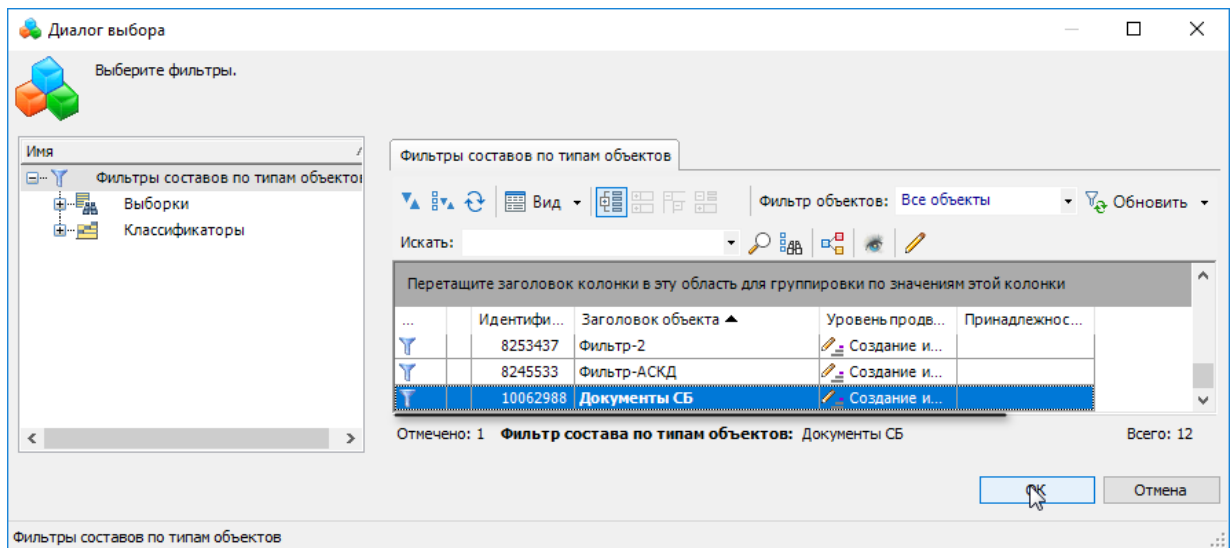 Диалог выбора
Выберите фильтры.
Имя
Фильтры составов по типам объектов
Выборки
Классификаторы
Фильтры составов по типам объектов
Вид
Фильтр объектов: Все объекты
Обновить
Искать:
Перетащите заголовок колонки в эту область для группировки по значениям этой колонки
... Идентифи... Заголовок объекта Уровень продв... Принадлежнос...
8253437 Фильтр-2 Создание и...
8245533 Фильтр-АСКД Создание и...
10062988 Документы СБ Создание и...
Отмечено: 1 Фильтр состава по типам объектов: Документы СБ Всего: 12
ОК Отмена
Фильтры составов по типам объектов